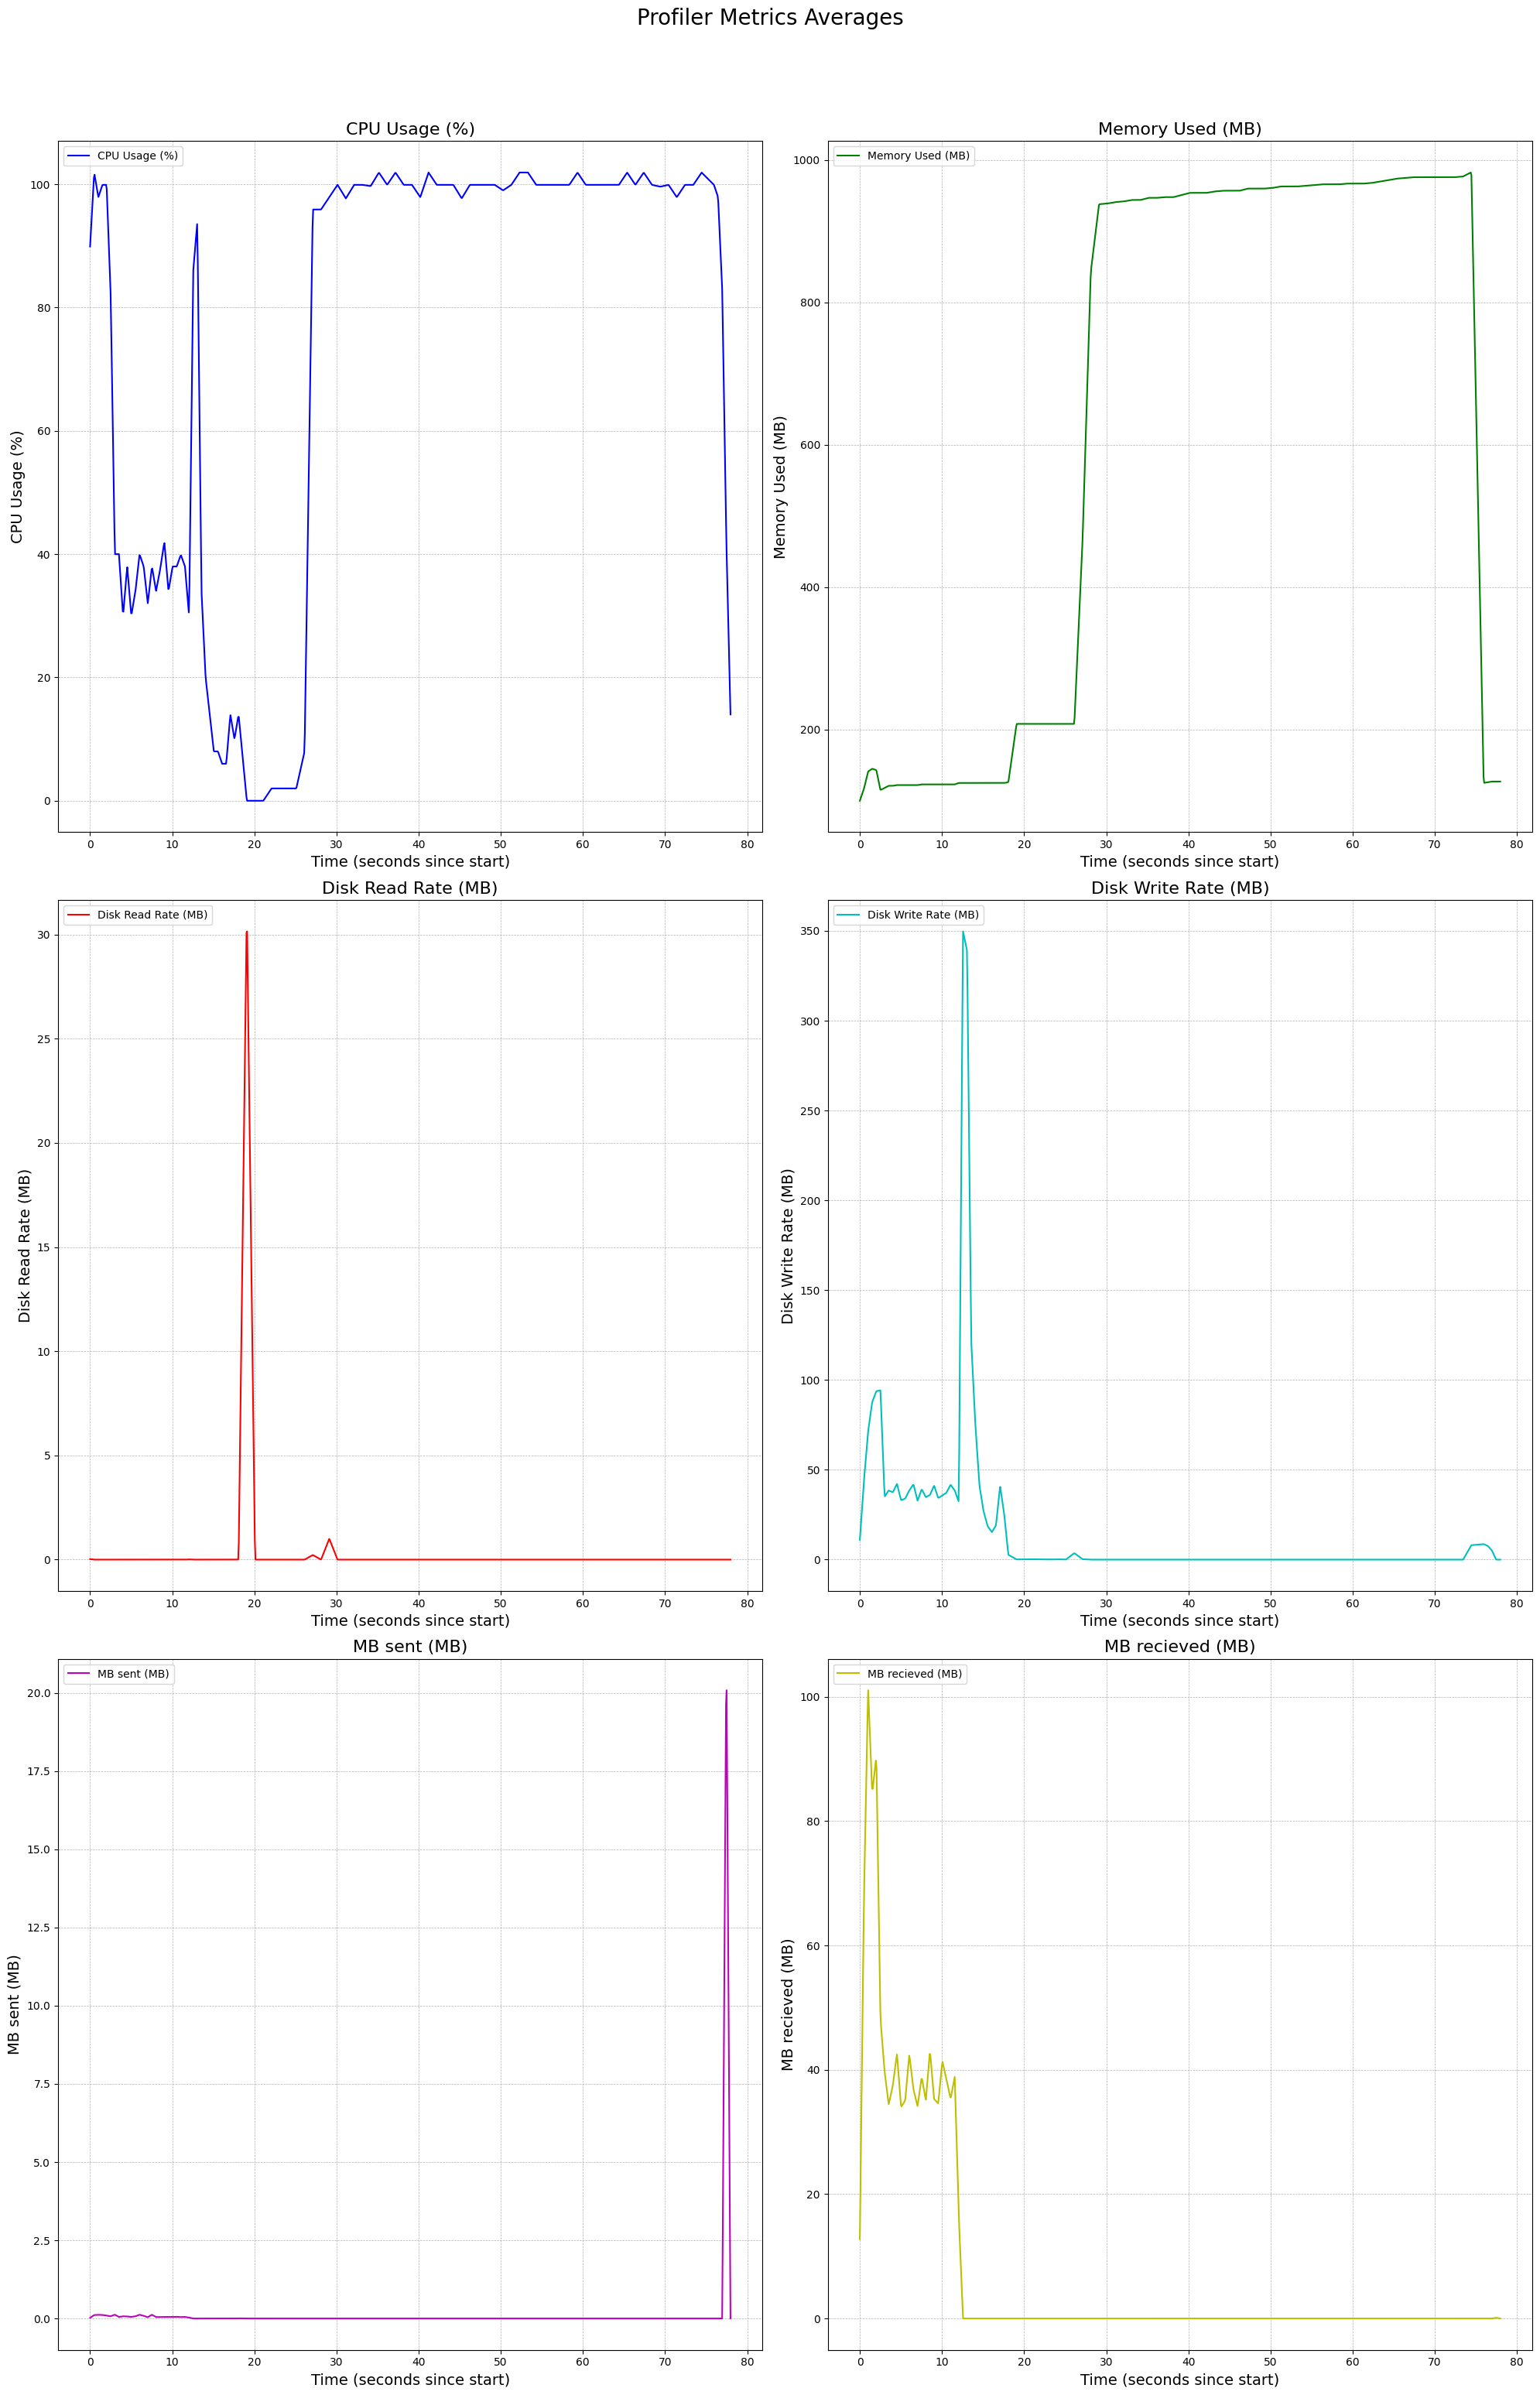 Profiler Metrics Averages
CPU Usage (%)
CPU Usage (%)
CPU Usage (%)
100
80
60
40
20
0
0 10 20 30 40 50 60 70 80
Time (seconds since start)
Memory Used (MB)
Memory Used (MB)
Memory Used (MB)
1000
800
600
400
200
0 10 20 30 40 50 60 70 80
Time (seconds since start)
Disk Read Rate (MB)
Disk Read Rate (MB)
Disk Read Rate (MB)
30
25
20
15
10
5
0
0 10 20 30 40 50 60 70 80
Time (seconds since start)
Disk Write Rate (MB)
Disk Write Rate (MB)
Disk Write Rate (MB)
350
300
250
200
150
100
50
0
0 10 20 30 40 50 60 70 80
Time (seconds since start)
MB sent (MB)
MB sent (MB)
MB sent (MB)
20.0
17.5
15.0
12.5
10.0
7.5
5.0
2.5
0.0
0 10 20 30 40 50 60 70 80
Time (seconds since start)
MB recieved (MB)
MB recieved (MB)
MB recieved (MB)
100
80
60
40
20
0
0 10 20 30 40 50 60 70 80
Time (seconds since start)